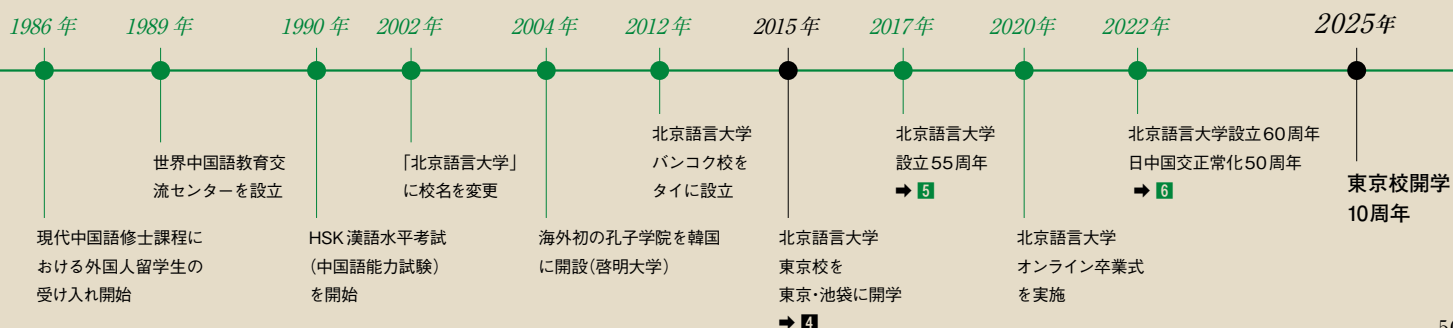 1986年
1989年
1990年
2002年
2004年
2012年
2015年
2017年
2020年
2022年
2025年
現代中国語修士課程に
おける外国人留学生の
受け入れ開始
世界中国語教育交
流センターを設立
HSK漢語水平考試
(中国語能力試験)
を開始
「北京語言大学」
に校名を変更
海外初の孔子学院を韓国
に開設(啓明大学)
北京語言大学
バンコク校を
タイに設立
北京語言大学
東京校を
東京・池袋に開学
➡ 4
北京語言大学
設立55周年
➡ 5
北京語言大学
オンライン卒業式
を実施
北京語言大学設立60周年
日中国交正常化50周年
➡ 6
東京校開学
10周年